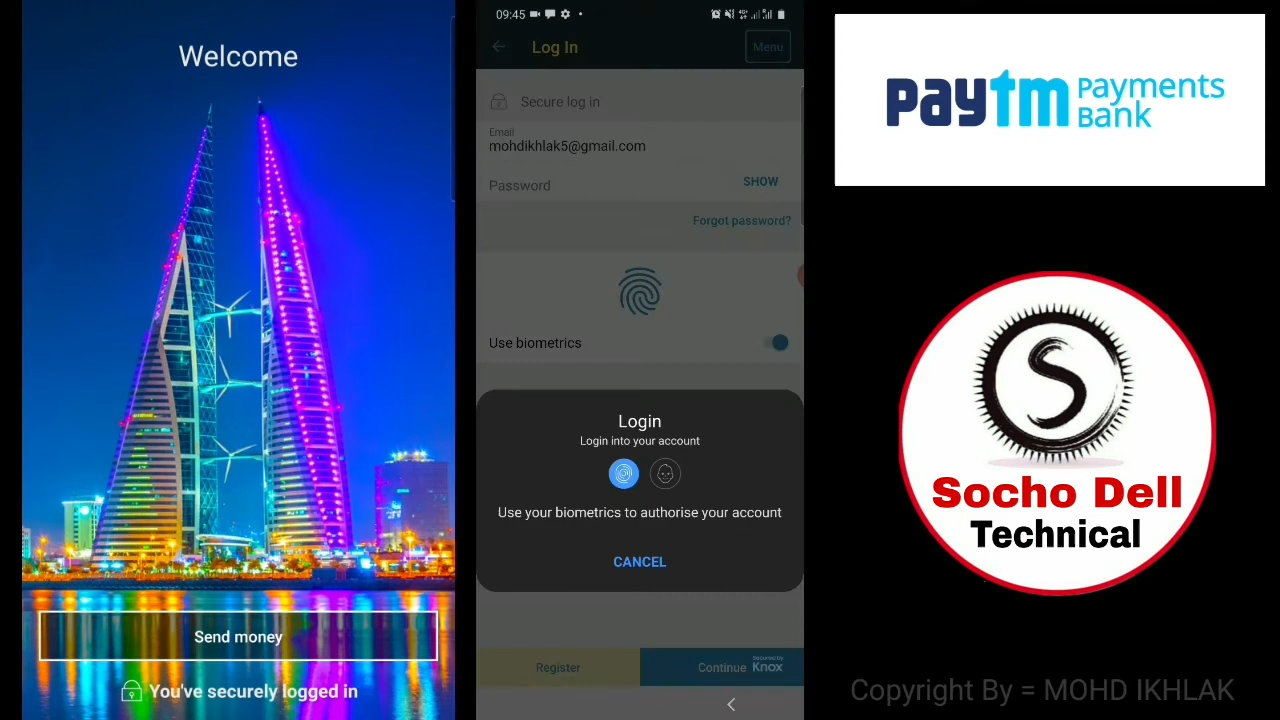 Welcome
Send money
You've securely logged in
09:45
Log In
Menu
Secure log in
Email
mohdikhlak5@gmail.com
Password
SHOW
Forgot password?
Use biometrics
Login
Login into your account
Use your biometrics to authorise your account
CANCEL
Register
Continue
Secured by
Knox
paytm Payments
Bank
S
Socho Dell
Technical
Copyright By = MOHD IKHLAK